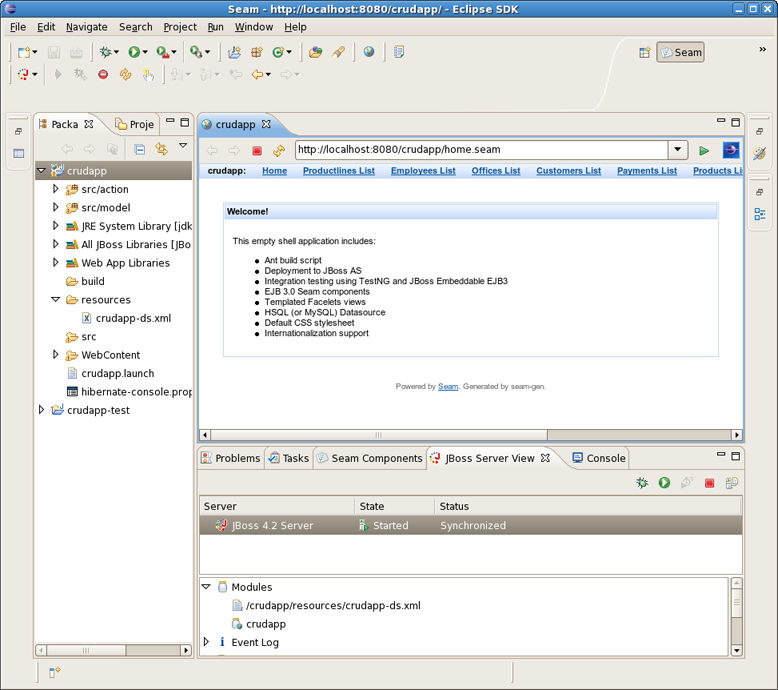 Seam - http://localhost:8080/crudapp/ - Eclipse SDK
File Edit Navigate Search Project Run Window Help
Seam
»
Packa Proje
crudapp
src/action
src/model
JRE System Library [jdk
All JBoss Libraries [JBo
Web App Libraries
build
resources
crudapp-ds.xml
src
WebContent
crudapp.launch
hibernate-console.prop
crudapp-test
crudapp
http://localhost:8080/crudapp/home.seam
crudapp: Home Productlines List Employees List Offices List Customers List Payments List Products Li
Welcome!
This empty shell application includes:
Ant build script
Deployment to JBoss AS
Integration testing using TestNG and JBoss Embeddable EJB3
EJB 3.0 Seam components
Templated Facelets views
HSQL (or MySQL) Datasource
Default CSS stylesheet
Internationalization support
Powered by Seam. Generated by seam-gen.
Problems Tasks Seam Components JBoss Server View Console
Server State Status
JBoss 4.2 Server Started Synchronized
Modules
/crudapp/resources/crudapp-ds.xml
crudapp
Event Log